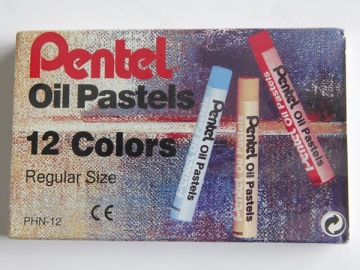 Pentel
Oil Pastels
12 Colors
Regular Size
PHN-12
CE
Pentel Oil Pastels
Pentel Oil Pastels
Pentel Oil Pastels